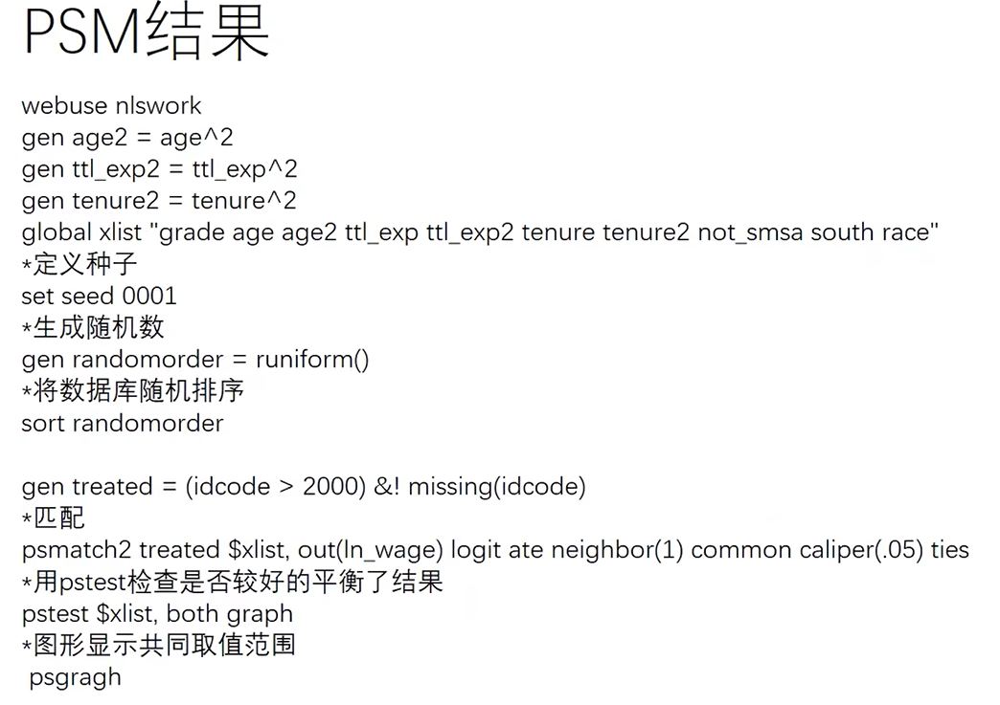 PSM结果
webuse nlswork
gen age2 = age^2
gen ttl_exp2 = ttl_exp^2
gen tenure2 = tenure^2
global xlist "grade age age2 ttl_exp ttl_exp2 tenure tenure2 not_smsa south race"
*定义种子
set seed 0001
*生成随机数
gen randomorder = runiform()
*将数据库随机排序
sort randomorder
gen treated = (idcode > 2000) &! missing(idcode)
*匹配
psmatch2 treated $xlist, out(ln_wage) logit ate neighbor(1) common caliper(.05) ties
*用pstest检查是否较好的平衡了结果
pstest $xlist, both graph
*图形显示共同取值范围
psgragh